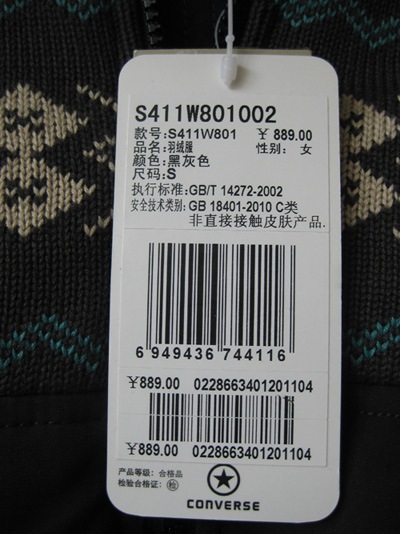 S411W801002
款号:S411W801 ￥889.00
品名:羽绒服 性别: 女
颜色:黑灰色
尺码:S
执行标准:GB/T 14272-2002
安全技术类别:GB 18401-2010 C类
非直接接触皮肤产品.
6 949436 744116
￥889.00 0228663401201104
￥889.00 0228663401201104
产品等级: 合格品
检验合格证: 检
CONVERSE